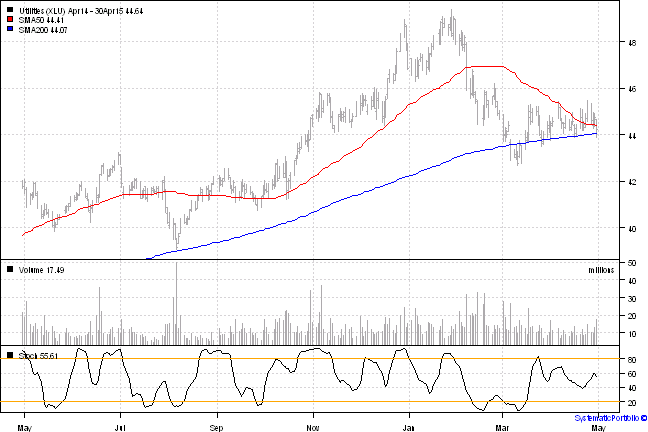 Utilities (XLU) Apr14 - 30Apr15 44.64
SMA50 44.41
SMA200 44.07
48
46
44
42
40
Volume 17.49
millions
50
40
30
20
10
Stoch 55.61
80
60
40
20
May
Jul
Sep
Nov
Jan
Mar
May
SystematicPortfolio ©